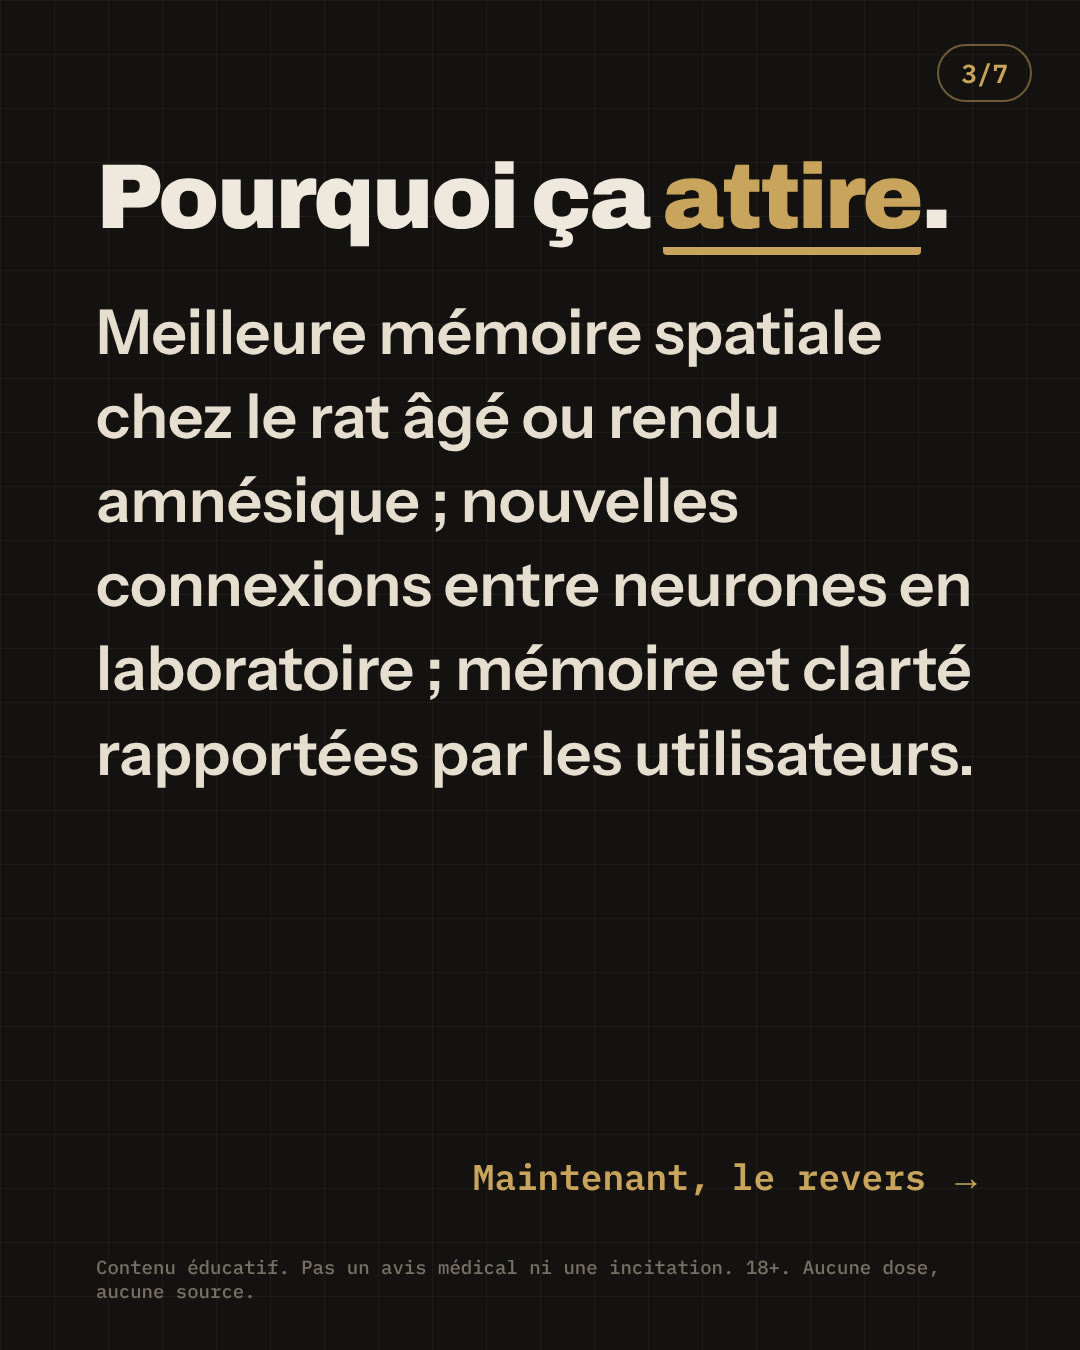 3/7
Pourquoi ça attire.
Meilleure mémoire spatiale
chez le rat âgé ou rendu
amnésique ; nouvelles
connexions entre neurones en
laboratoire ; mémoire et clarté
rapportées par les utilisateurs.
Maintenant, le revers →
Contenu éducatif. Pas un avis médical ni une incitation. 18+. Aucune dose,
aucune source.